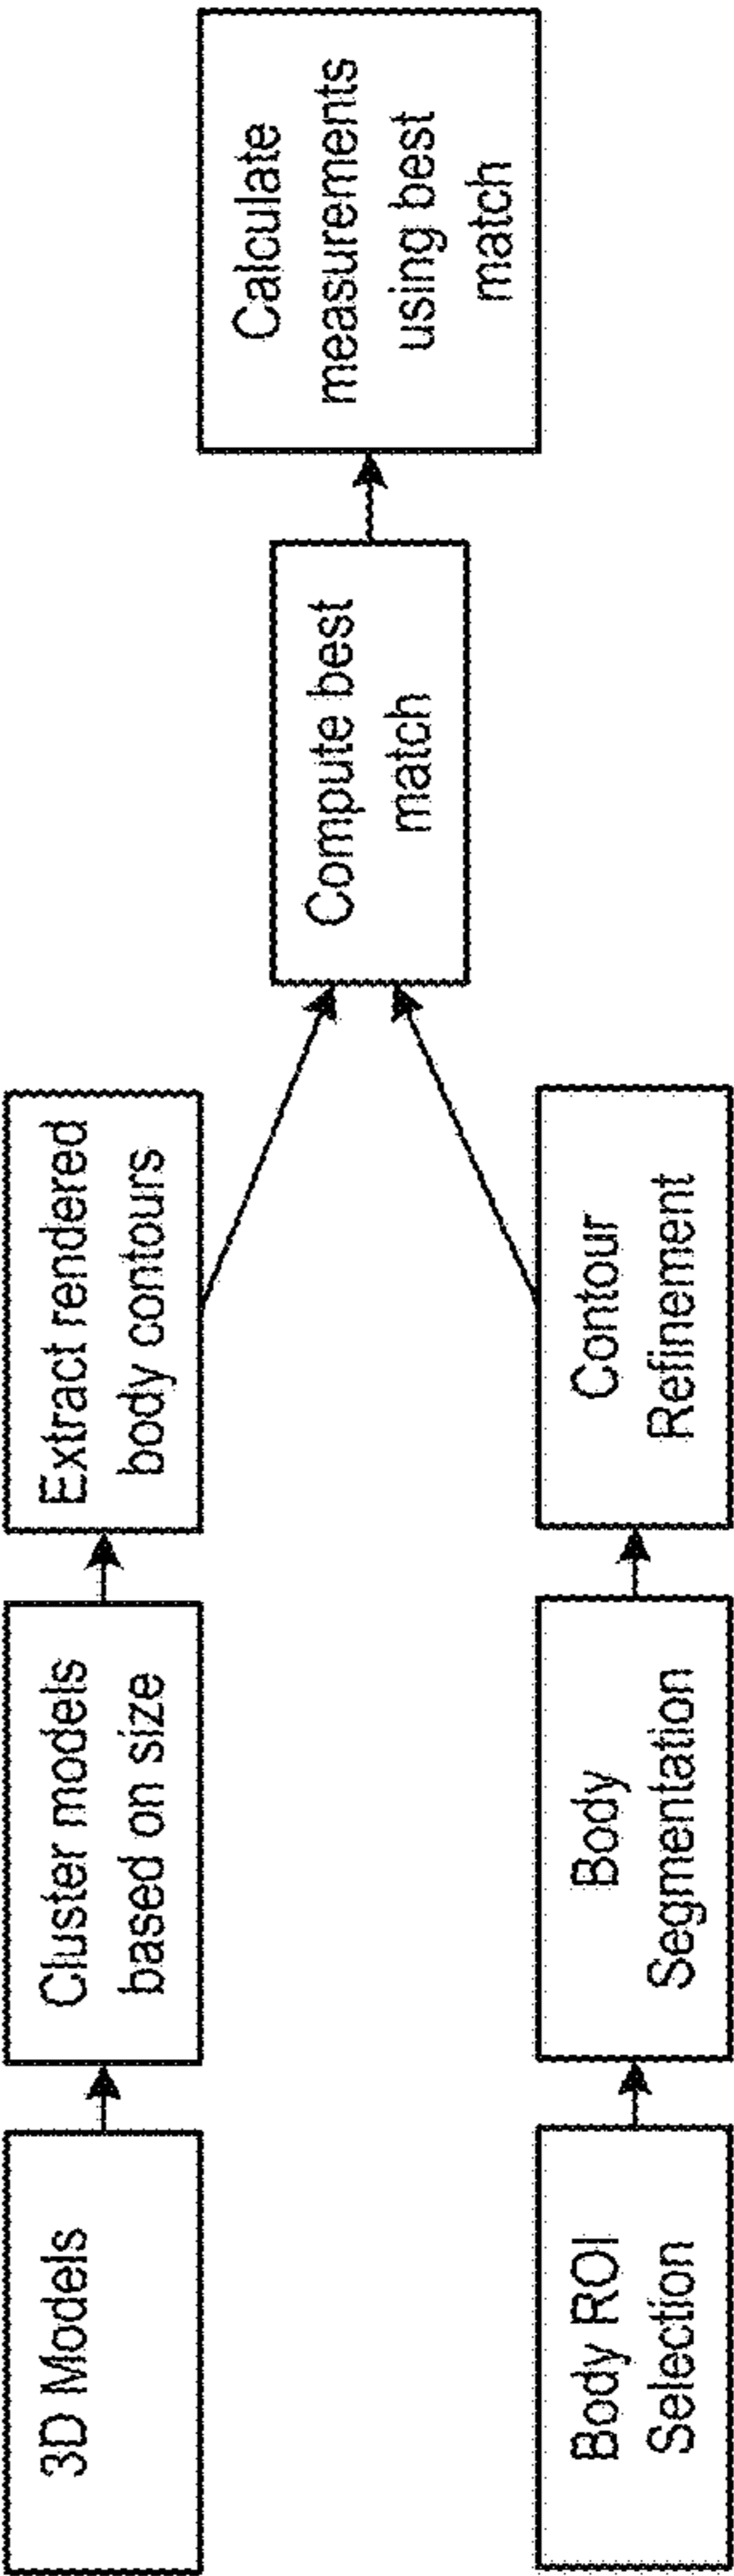 3D Models
Cluster models
based on size
Extract rendered
body contours
Body ROI
Selection
Body
Segmentation
Contour
Refinement
Compute best
match
Calculate
measurements
using best
match